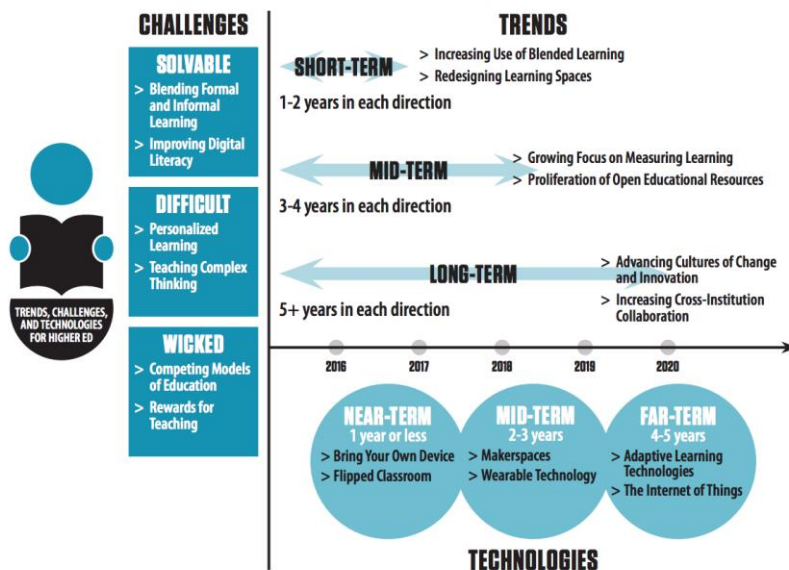 CHALLENGES
SOLVABLE
> Blending Formal
and Informal
Learning
> Improving Digital
Literacy
DIFFICULT
> Personalized
Learning
> Teaching Complex
Thinking
WICKED
> Competing Models
of Education
> Rewards for
Teaching
TRENDS, CHALLENGES,
AND TECHNOLOGIES
FOR HIGHER ED
TRENDS
SHORT-TERM
> Increasing Use of Blended Learning
> Redesigning Learning Spaces
1-2 years in each direction
MID-TERM
> Growing Focus on Measuring Learning
> Proliferation of Open Educational Resources
3-4 years in each direction
LONG-TERM
> Advancing Cultures of Change
and Innovation
> Increasing Cross-Institution
Collaboration
5+ years in each direction
2016 2017 2018 2019 2020
NEAR-TERM
1 year or less
> Bring Your Own Device
> Flipped Classroom
MID-TERM
2-3 years
> Makerspaces
> Wearable Technology
FAR-TERM
4-5 years
> Adaptive Learning
Technologies
> The Internet of Things
TECHNOLOGIES